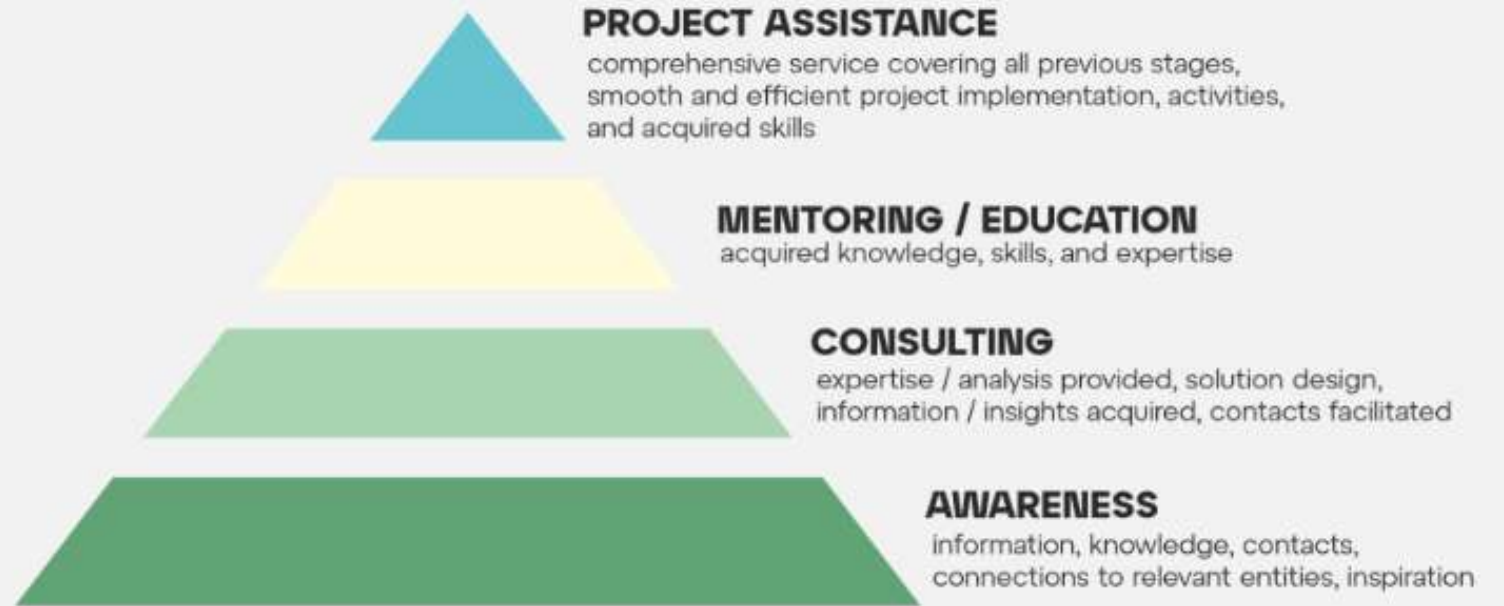 PROJECT ASSISTANCE
comprehensive service covering all previous stages,
smooth and efficient project implementation, activities,
and acquired skills
MENTORING / EDUCATION
acquired knowledge, skills, and expertise
CONSULTING
expertise / analysis provided, solution design,
information / insights acquired, contacts facilitated
AWARENESS
information, knowledge, contacts,
connections to relevant entities, inspiration